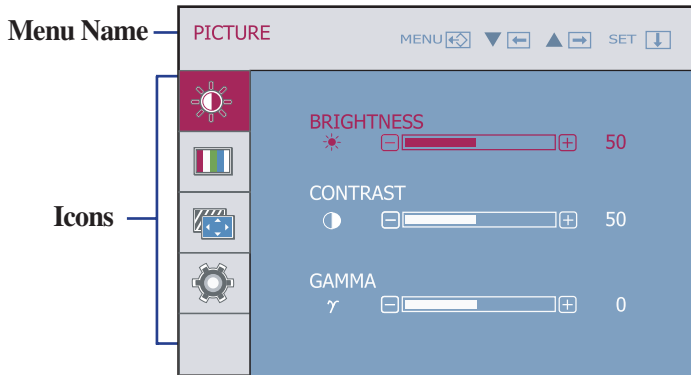 Menu Name
PICTURE
MENU SET
BRIGHTNESS
50
CONTRAST
50
Icons
GAMMA
γ 0